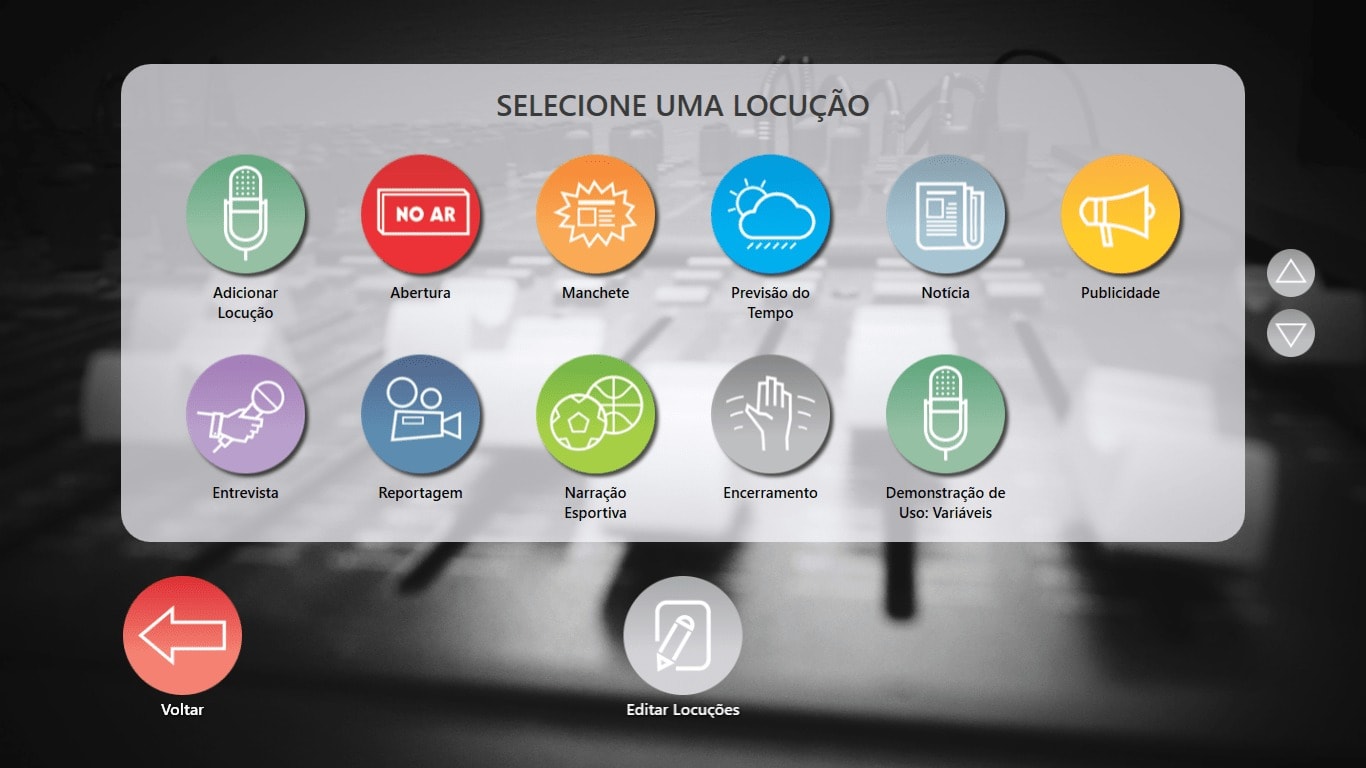 SELECIONE UMA LOCUÇÃO
NO AR
Adicionar
Locução
Abertura
Manchete
Previsão do
Tempo
Notícia
Publicidade
Entrevista
Reportagem
Narração
Esportiva
Encerramento
Demonstração de
Uso: Variáveis
Voltar
Editar Locuções